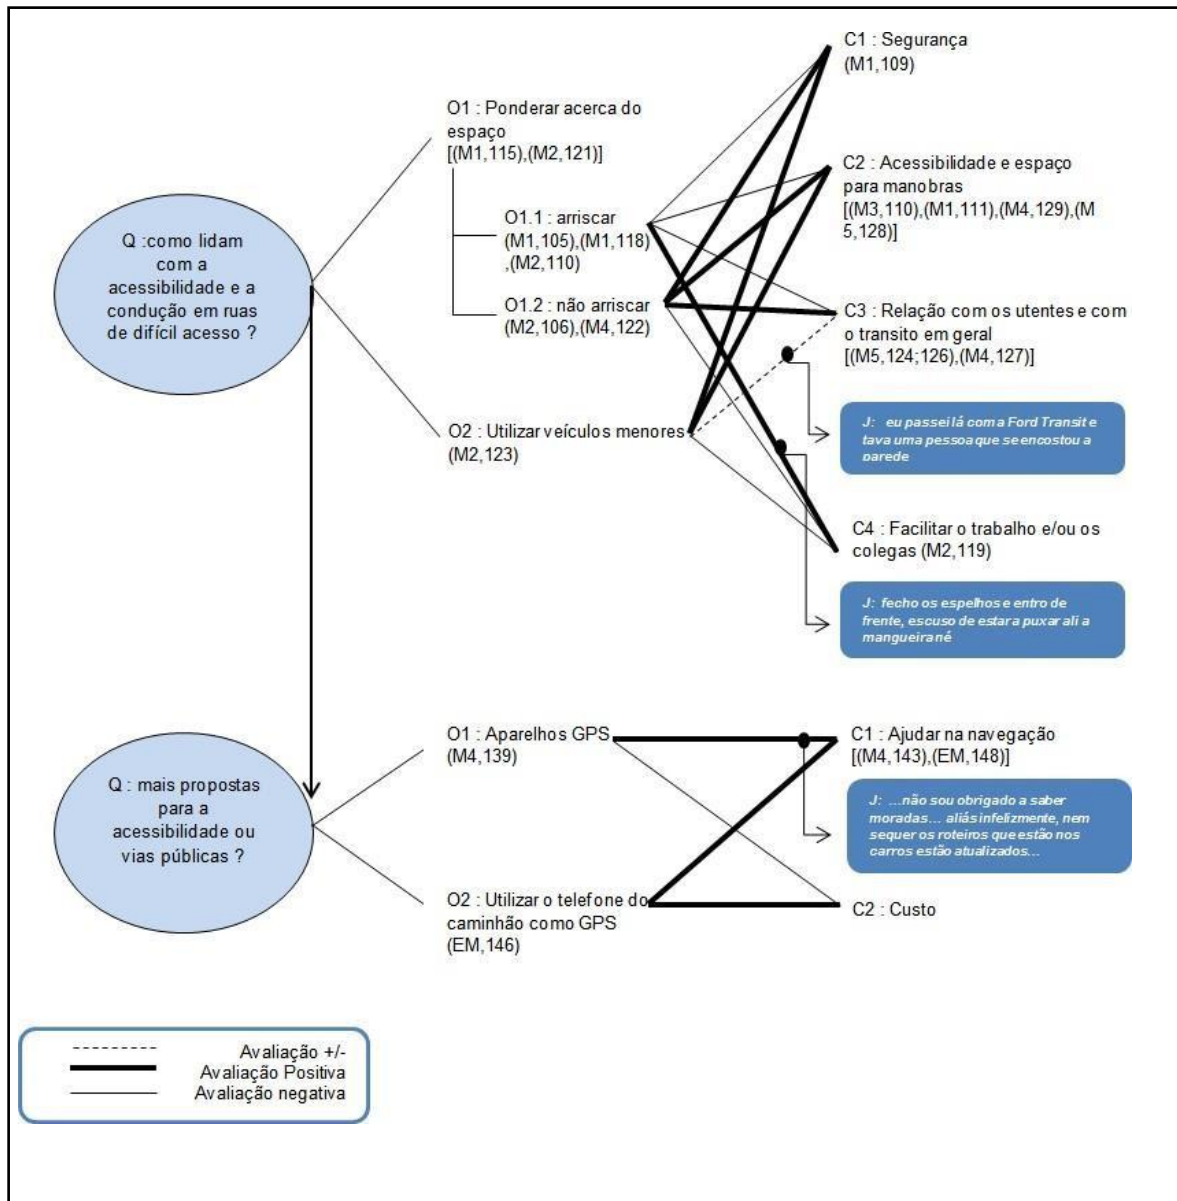 Q :como lidam
com a
acessibilidade e a
condução em ruas
de difícil acesso ?
O1 : Ponderar acerca do
espaço
[(M1,115),(M2,121)]
O1.1 : arriscar
(M1,105),(M1,118)
,(M2,110)
O1.2 : não arriscar
(M2,106),(M4,122)
O2 : Utilizar veículos menores
(M2,123)
C1 : Segurança
(M1,109)
C2 : Acessibilidade e espaço
para manobras
[(M3,110),(M1,111),(M4,129),(M
5,128)]
C3 : Relação com os utentes e com
o transito em geral
[(M5,124;126),(M4,127)]
J: eu passei lá com a Ford Transit e
tava uma pessoa que se encostou a
parede
C4 : Facilitar o trabalho e/ou os
colegas (M2,119)
J: fecho os espelhos e entro de
frente, escuso de estar a puxar ali a
mangueira né
Q : mais propostas
para a
acessibilidade ou
vias públicas ?
O1 : Aparelhos GPS
(M4,139)
O2 : Utilizar o telefone do
caminhão como GPS
(EM,146)
C1 : Ajudar na navegação
[(M4,143),(EM,148)]
J: ...não sou obrigado a saber
moradas... aliás infelizmente, nem
sequer os roteiros que estão nos
carros estão atualizados...
C2 : Custo
Avaliação +/-
Avaliação Positiva
Avaliação negativa